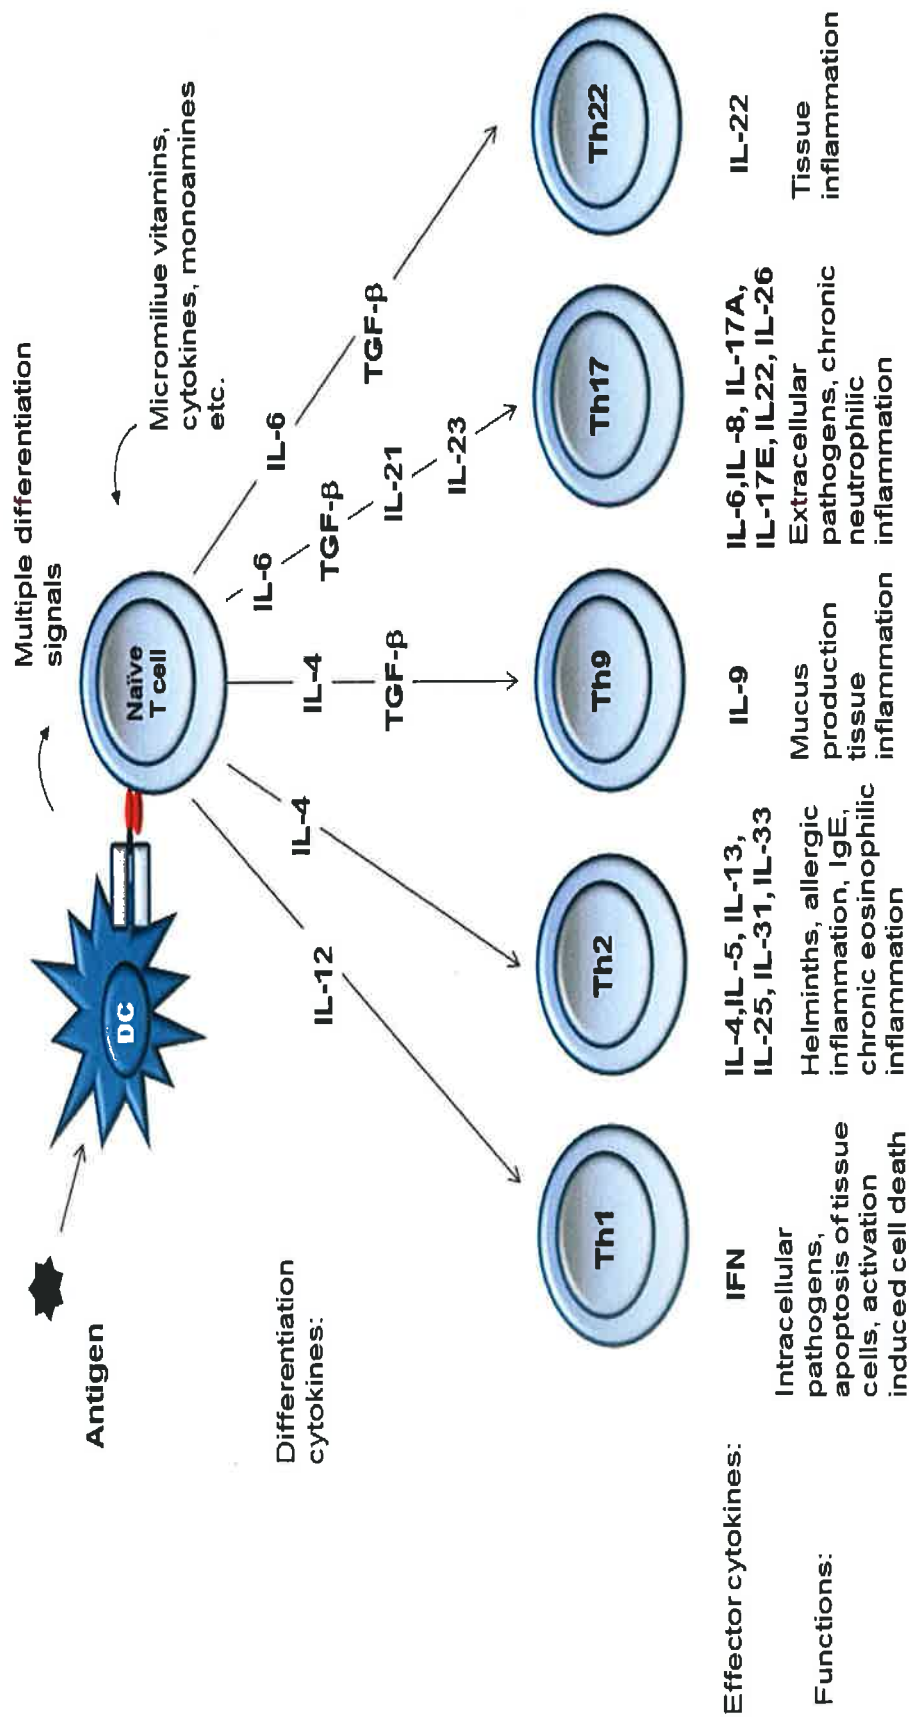 Antigen
DC
Naïve
T cell
Multiple differentiation
signals
Micromiliue vitamins,
cytokines, monoamines
etc.
Differentiation
cytokines:
IL-12
IL-4
IL-4
TGF-β
IL-6
TGF-β
IL-21
IL-23
IL-6
TGF-β
Th1
Th2
Th9
Th17
Th22
Effector cytokines:
IFN
IL-4,IL-5, IL-13,
IL-25, IL-31, IL-33
IL-9
IL-6,IL-8, IL-17A,
IL-17E, IL22, IL-26
IL-22
Functions:
Intracellular
pathogens,
apoptosis of tissue
cells, activation
induced cell death
Helminths, allergic
inflammation, IgE,
chronic eosinophilic
inflammation
Mucus
production
tissue
inflammation
Extracellular
pathogens, chronic
neutrophilic
inflammation
Tissue
inflammation